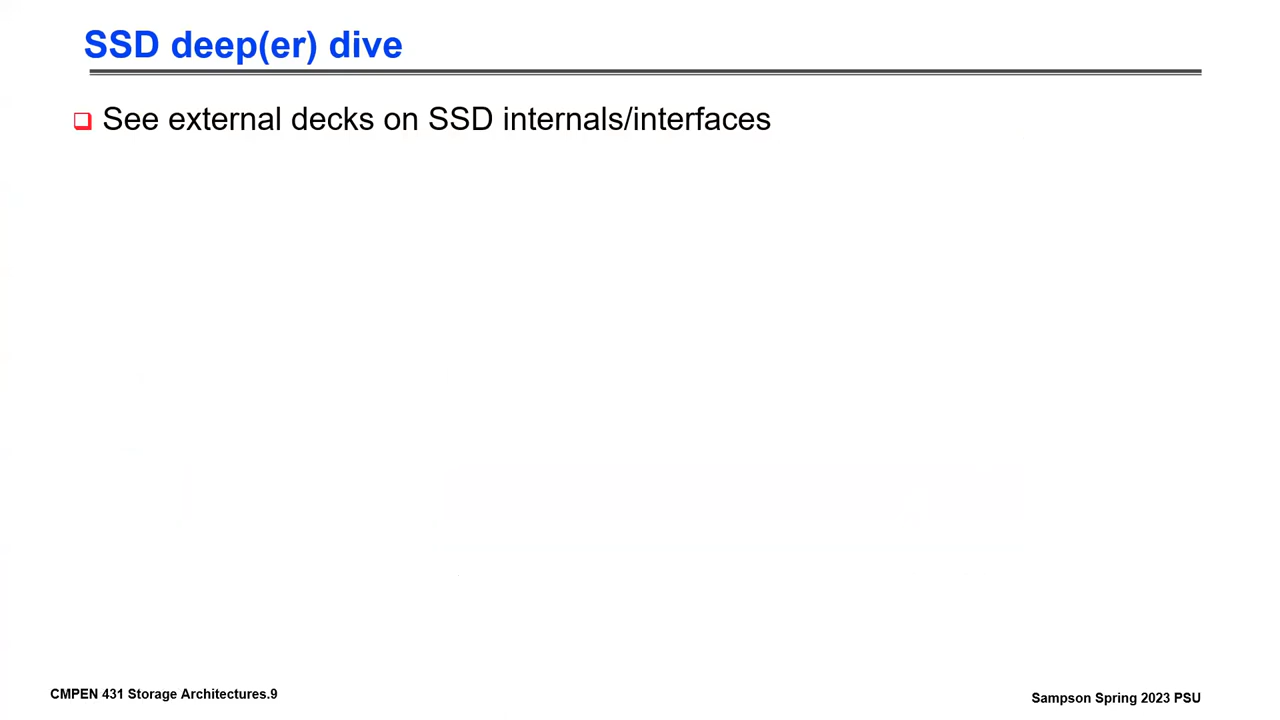 SSD deep(er) dive
See external decks on SSD internals/interfaces
CMPEN 431 Storage Architectures.9
Sampson Spring 2023 PSU